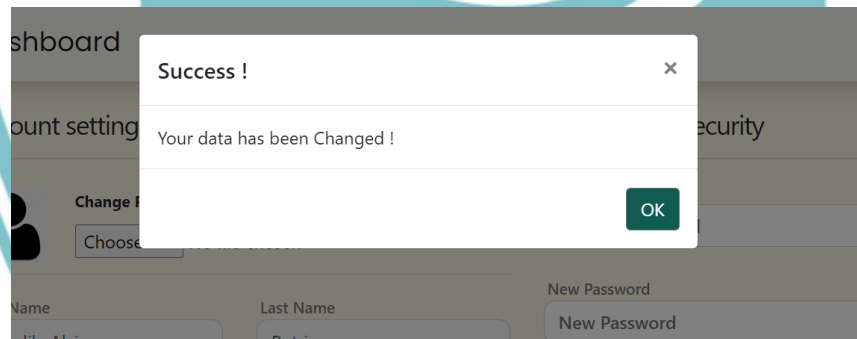 shboard
Success !
×
ount setting
ecurity
Your data has been Changed !
Change
OK
Choose
Name
Last Name
New Password
New Password